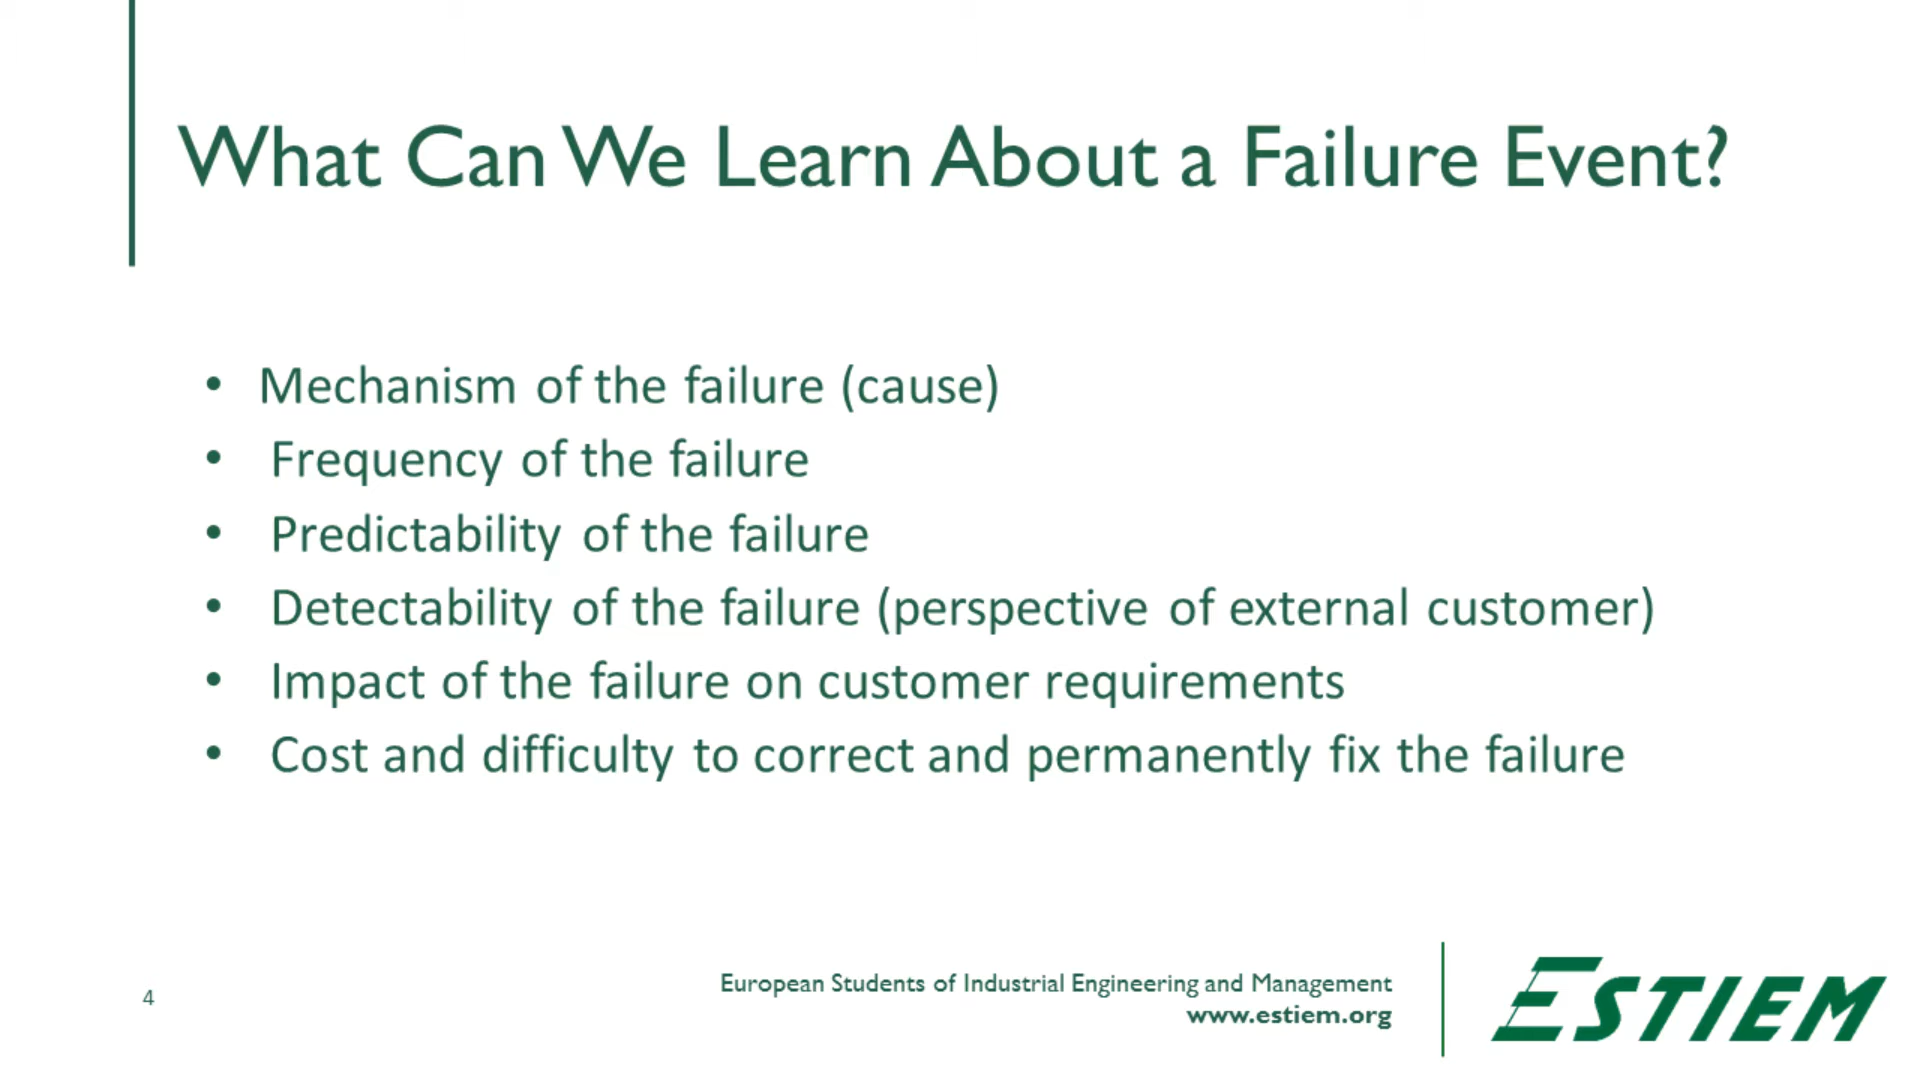 What Can We Learn About a Failure Event?
• Mechanism of the failure (cause)
• Frequency of the failure
• Predictability of the failure
• Detectability of the failure (perspective of external customer)
• Impact of the failure on customer requirements
• Cost and difficulty to correct and permanently fix the failure
4
European Students of Industrial Engineering and Management
www.estiem.org
ESTIEM